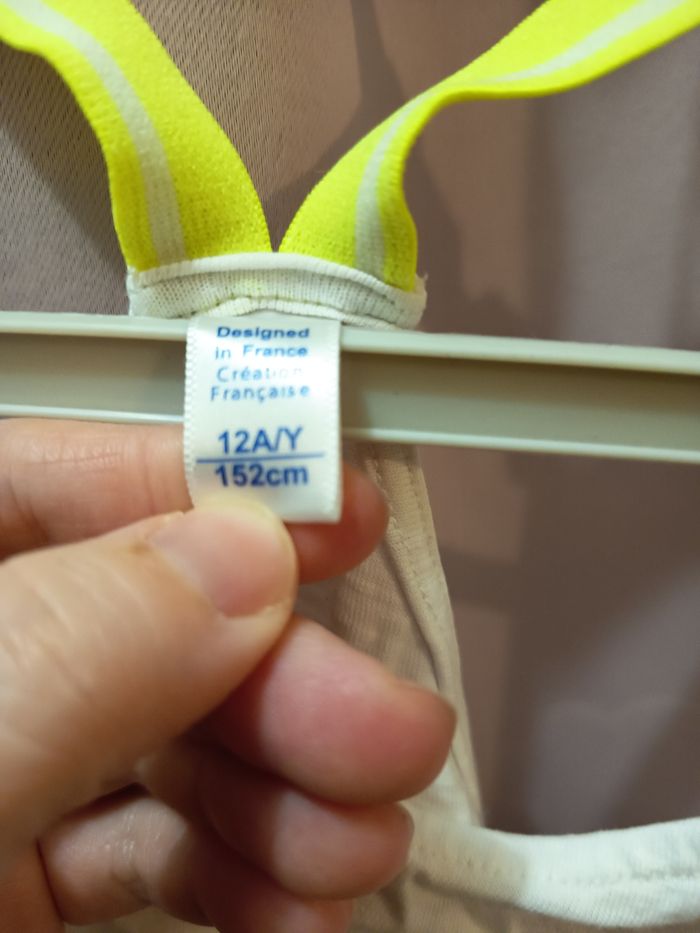 Designed
in France
Création
Française
12A/Y
152cm